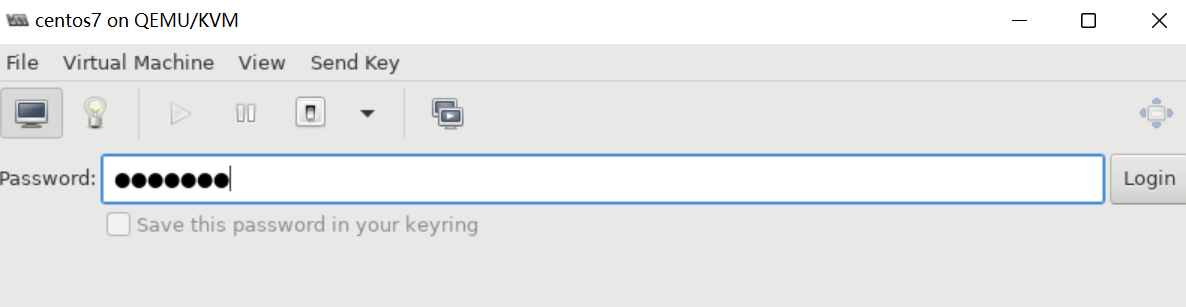 centos7 on QEMU/KVM
File Virtual Machine View Send Key
Password: ●●●●●●● Login
Save this password in your keyring